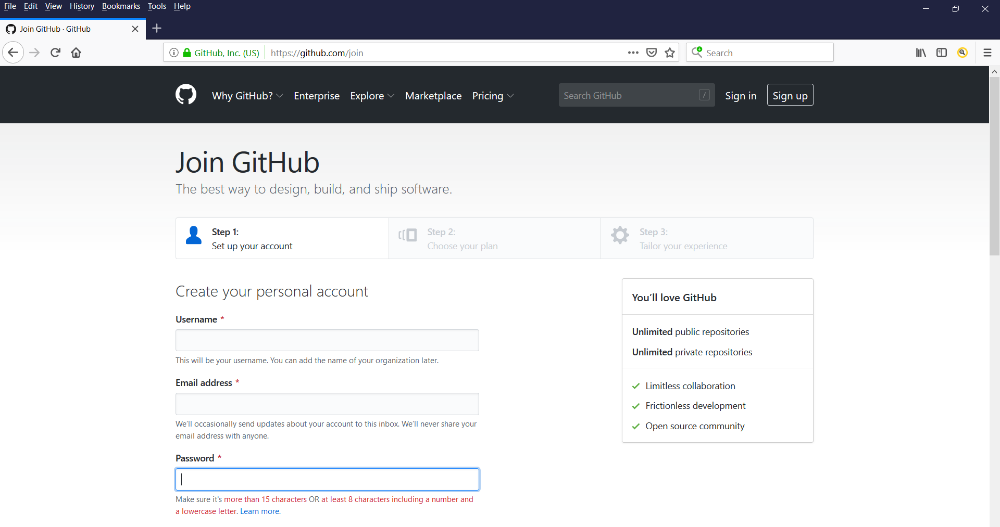 File Edit View History Bookmarks Tools Help
Join GitHub · GitHub
GitHub, Inc. (US) https://github.com/join
Search
Why GitHub? Enterprise Explore Marketplace Pricing
Search GitHub /
Sign in Sign up
Join GitHub
The best way to design, build, and ship software.
Step 1:
Set up your account
Step 2:
Choose your plan
Step 3:
Tailor your experience
Create your personal account
Username *
This will be your username. You can add the name of your organization later.
Email address *
We’ll occasionally send updates about your account to this inbox. We’ll never share your
email address with anyone.
Password *
Make sure it's more than 15 characters OR at least 8 characters including a number and
a lowercase letter. Learn more.
You’ll love GitHub
Unlimited public repositories
Unlimited private repositories
Limitless collaboration
Frictionless development
Open source community